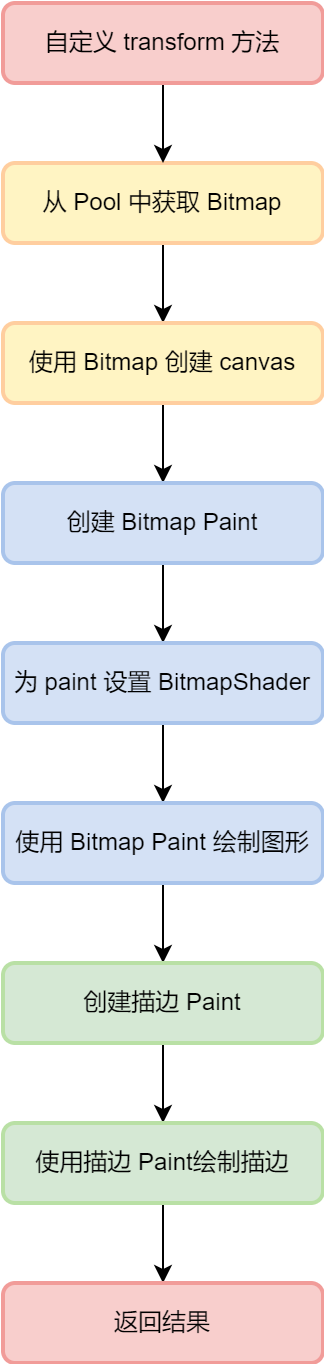 自定义 transform 方法
从 Pool 中获取 Bitmap
使用 Bitmap 创建 canvas
创建 Bitmap Paint
为 paint 设置 BitmapShader
使用 Bitmap Paint 绘制图形
创建描边 Paint
使用描边 Paint绘制描边
返回结果